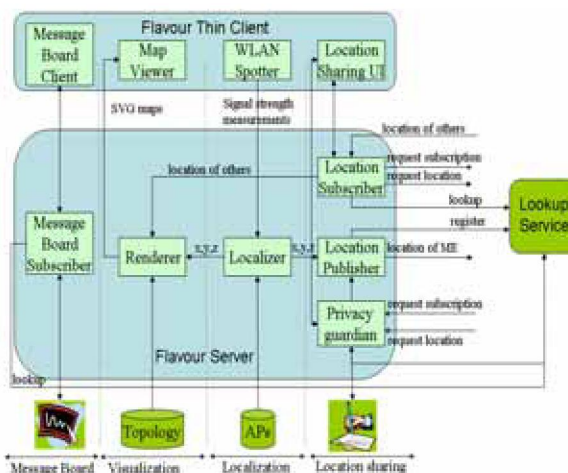 Flavour Thin Client
Message
Board
Client
Map
Viewer
WLAN
Spotter
Location
Sharing UI
SVG maps
Signal strength
measurements
location of others
request subscription
request location
location of others
Location
Subscriber
lookup
Lookup
Service
register
Message
Board
Subscriber
Renderer
x,y,z
Localizer
x,y,z
Location
Publisher
location of ME
Privacy
guardian
request subscription
request location
Flavour Server
lookup
Topology
APs
Message Board
Visualization
Localization
Location sharing